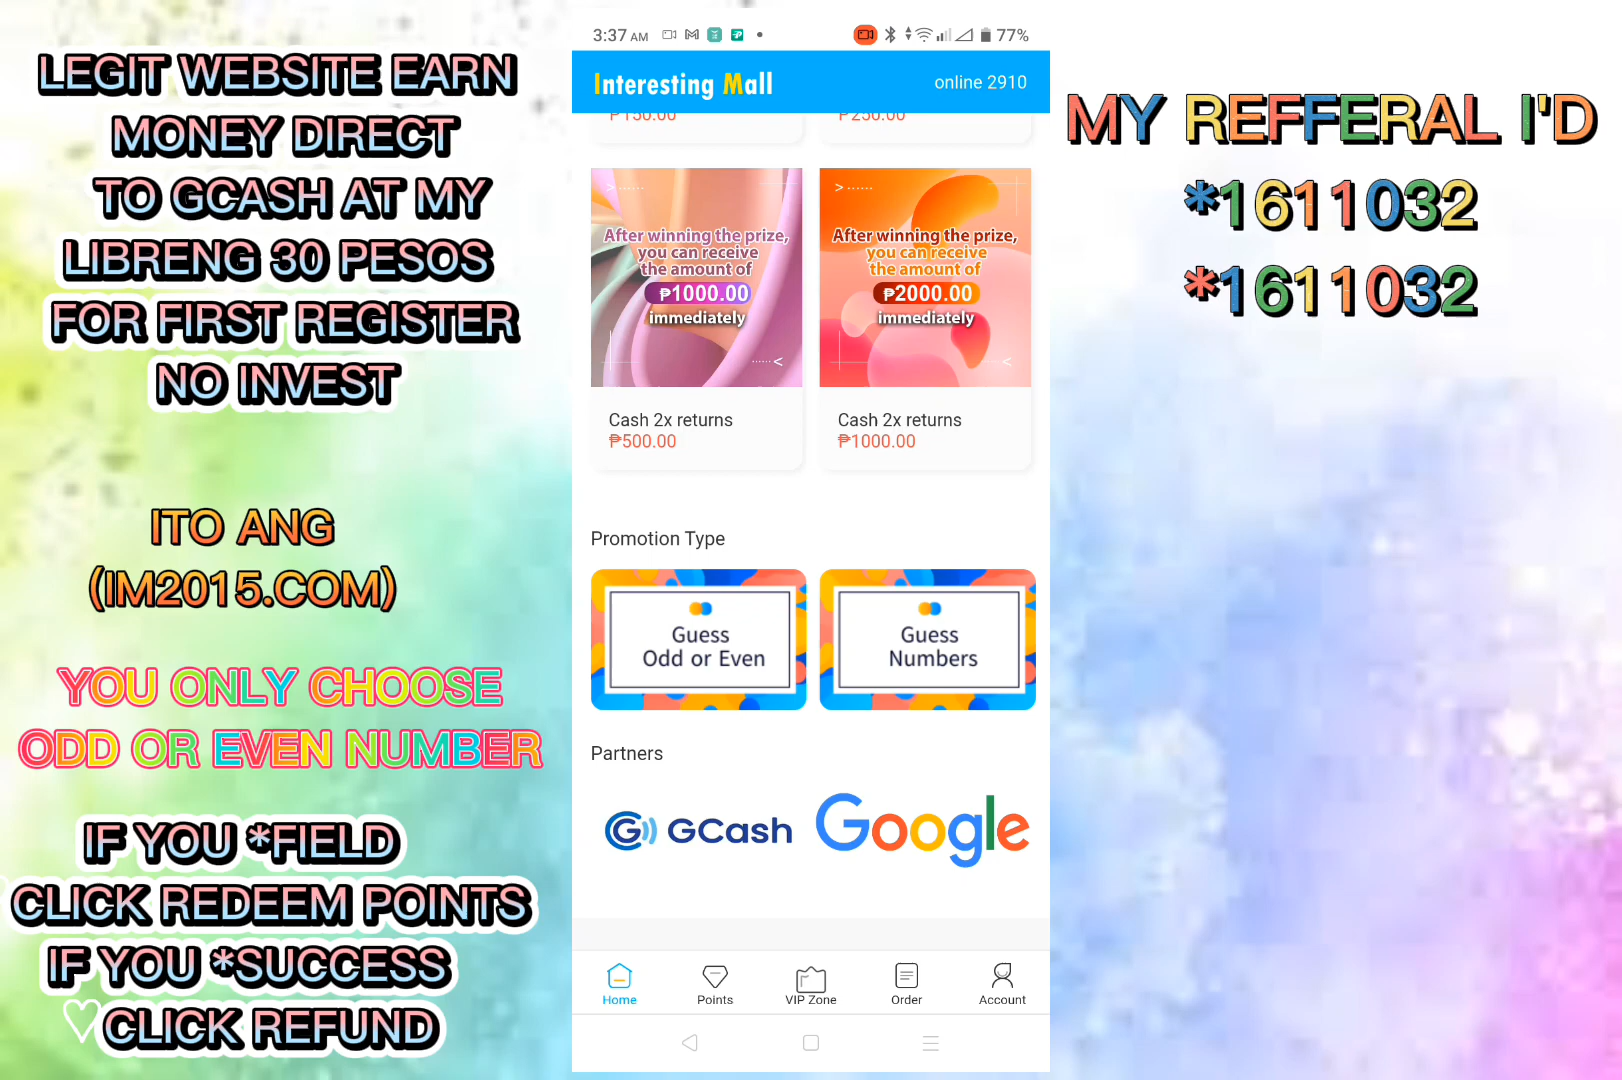 LEGIT WEBSITE EARN
MONEY DIRECT
TO GCASH AT MY
LIBRENG 30 PESOS
FOR FIRST REGISTER
NO INVEST
ITO ANG
(IM2015.COM)
YOU ONLY CHOOSE
ODD OR EVEN NUMBER
IF YOU *FIELD
CLICK REDEEM POINTS
IF YOU *SUCCESS
♡CLICK REFUND
3:37 AM
77%
Interesting Mall
online 2910
₱150.00
₱250.00
After winning the prize,
you can receive
the amount of
₱1000.00
immediately
Cash 2x returns
₱500.00
After winning the prize,
you can receive
the amount of
₱2000.00
immediately
Cash 2x returns
₱1000.00
Promotion Type
Guess
Odd or Even
Guess
Numbers
Partners
GCash
Google
Home
Points
VIP Zone
Order
Account
MY REFFERAL I'D
*1611032
*1611032